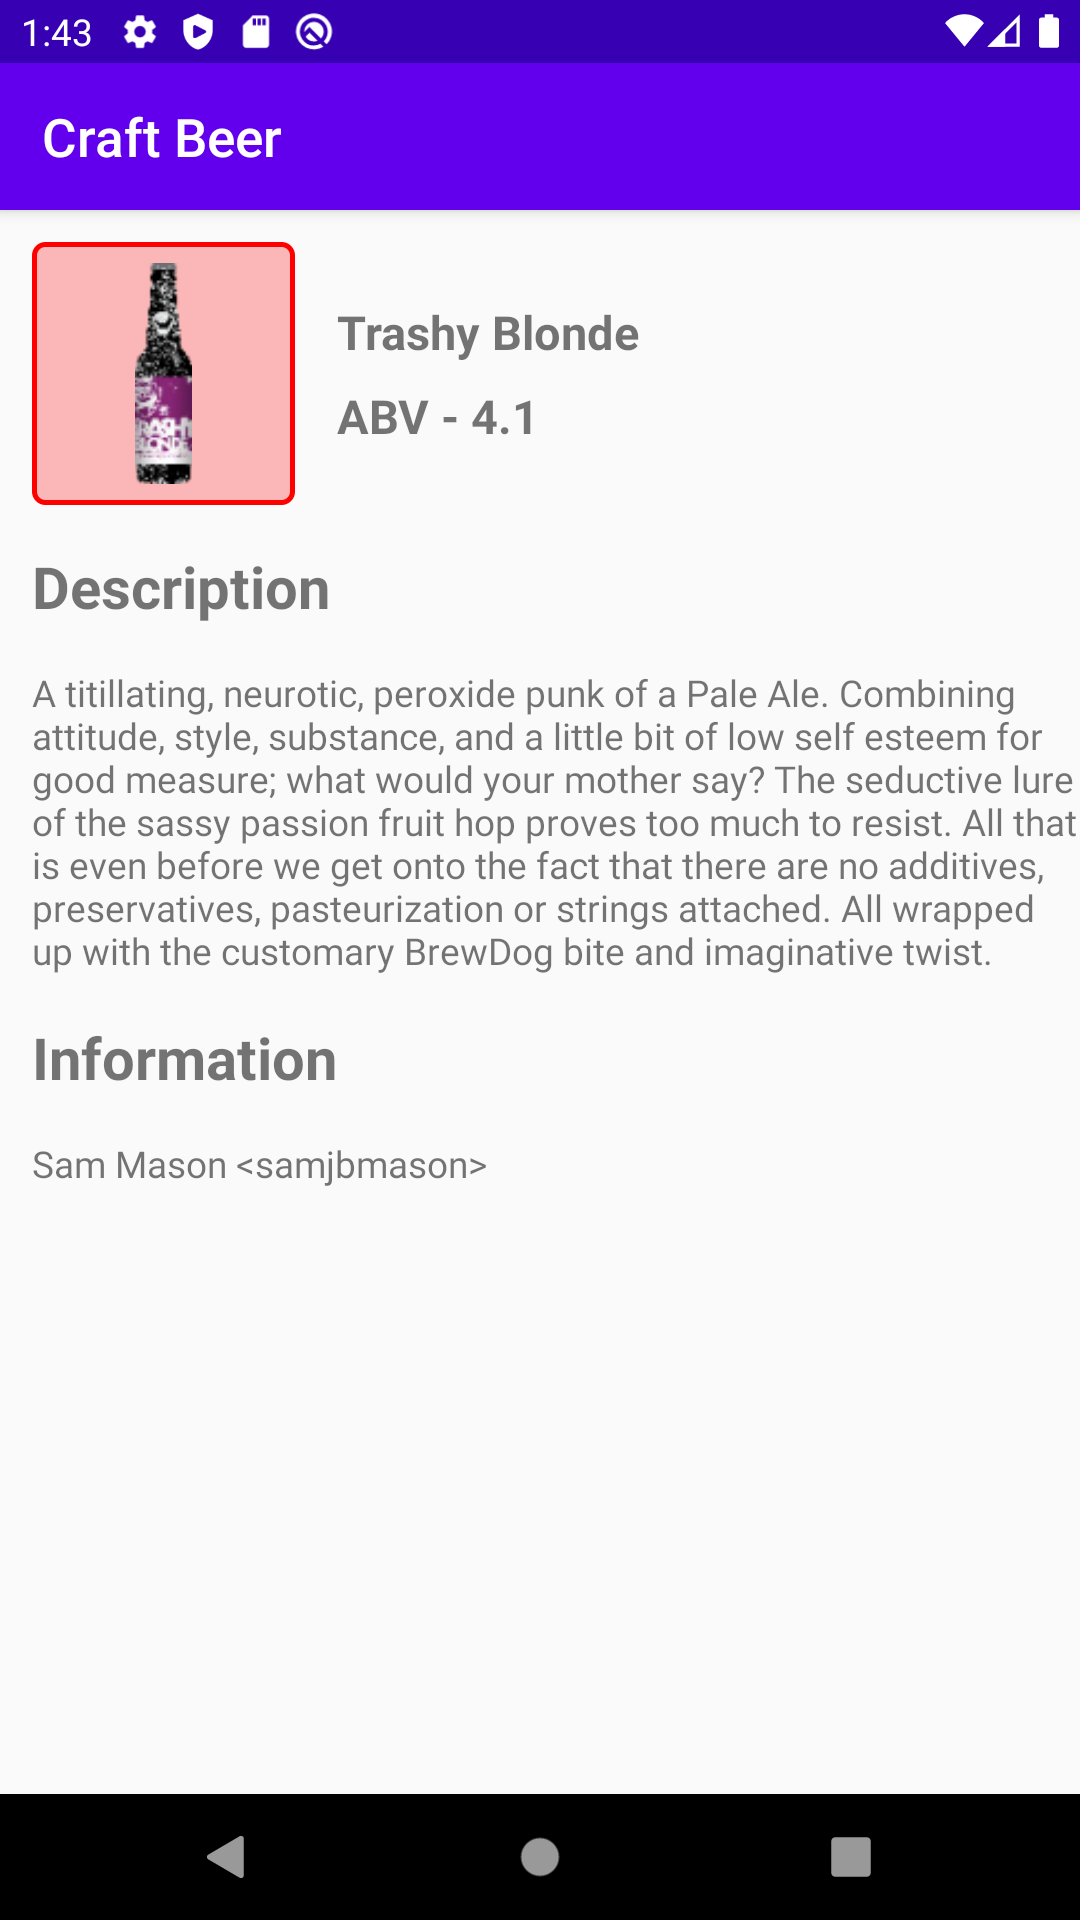 1:43
Craft Beer
Trashy Blonde
ABV - 4.1
Description
A titillating, neurotic, peroxide punk of a Pale Ale. Combining
attitude, style, substance, and a little bit of low self esteem for
good measure; what would your mother say? The seductive lure
of the sassy passion fruit hop proves too much to resist. All that
is even before we get onto the fact that there are no additives,
preservatives, pasteurization or strings attached. All wrapped
up with the customary BrewDog bite and imaginative twist.
Information
Sam Mason <samjbmason>